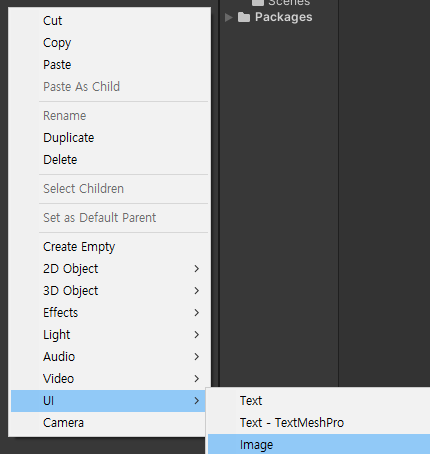 Scenes
Packages
Cut
Copy
Paste
Paste As Child
Rename
Duplicate
Delete
Select Children
Set as Default Parent
Create Empty
2D Object
3D Object
Effects
Light
Audio
Video
UI
Camera
Text
Text - TextMeshPro
Image